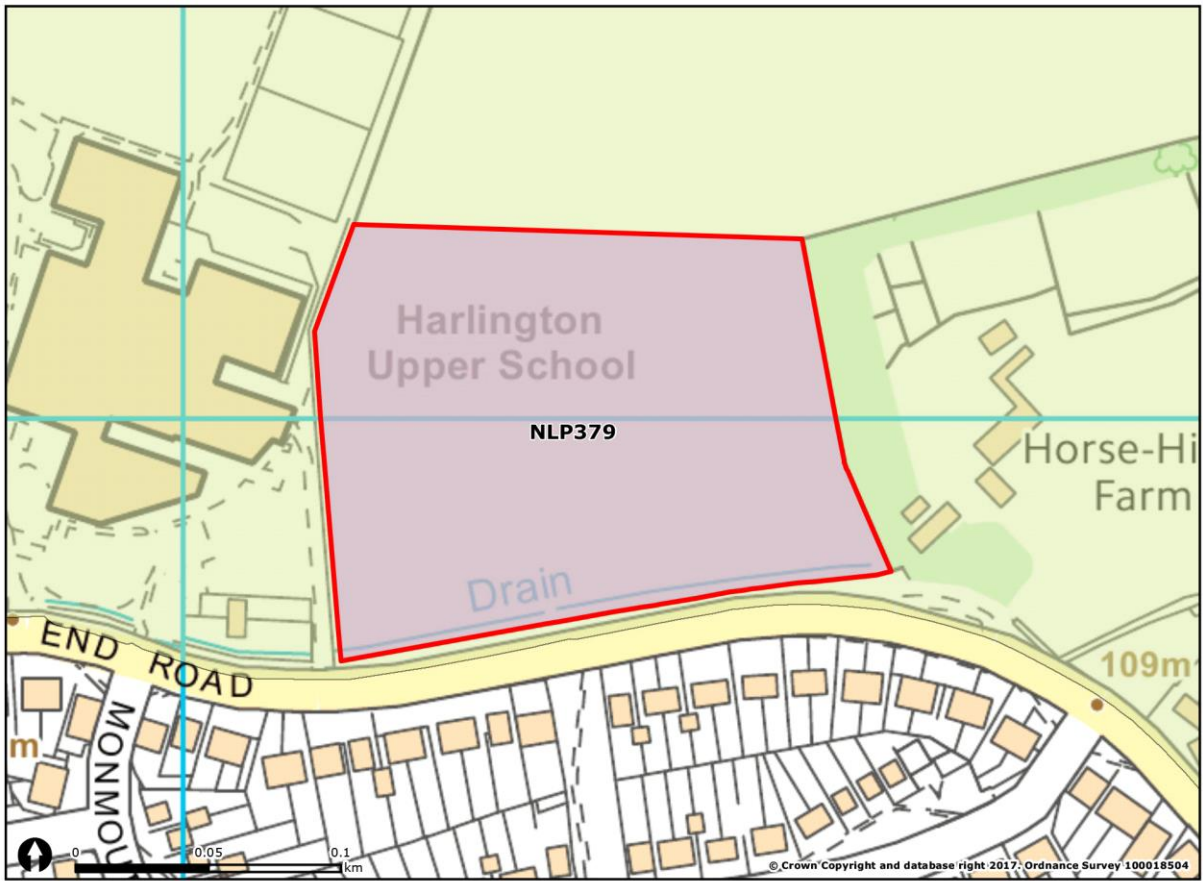 Harlington
Upper School
NLP379
Horse-Hi
Farm
Drain
END ROAD
109m
MONMOU
m
0 0.05 0.1
km
© Crown Copyright and database right 2017. Ordnance Survey 100018504